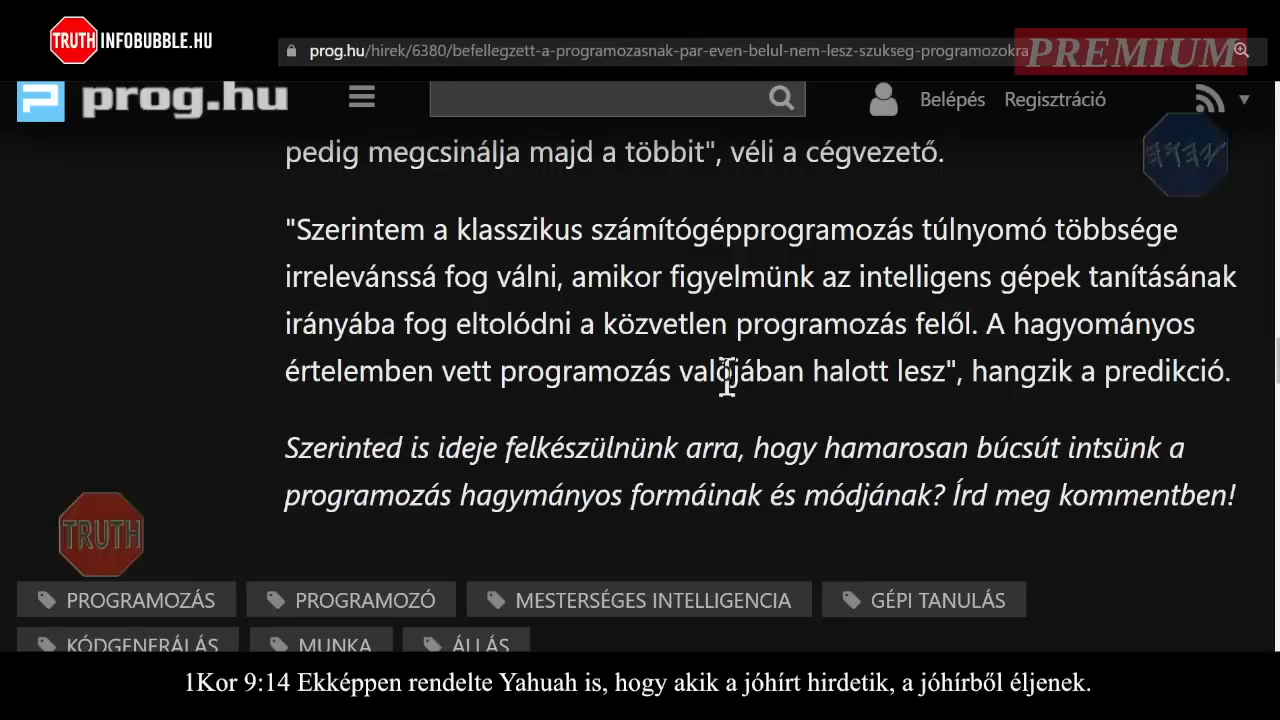 TRUTH INFOBUBBLE.HU
prog.hu/hirek/6380/befellegzett-a-programozasnak-par-even-belul-nem-lesz-szukseg-programozokra
PREMIUM
prog.hu
Belépés Regisztráció
pedig megcsinálja majd a többit", véli a cégvezető.
"Szerintem a klasszikus számítógépprogramozás túlnyomó többsége
irrelevánssá fog válni, amikor figyelmünk az intelligens gépek tanításának
irányába fog eltolódni a közvetlen programozás felől. A hagyományos
értelemben vett programozás valójában halott lesz", hangzik a predikció.
Szerinted is ideje felkészülnünk arra, hogy hamarosan búcsút intsünk a
programozás hagymányos formáinak és módjának? Írd meg kommentben!
TRUTH
PROGRAMOZÁS PROGRAMOZÓ MESTERSÉGES INTELLIGENCIA GÉPI TANULÁS
KÓDGENERÁLÁS MUNKA ÁLLÁS
1Kor 9:14 Ekképpen rendelte Yahuah is, hogy akik a jóhírt hirdetik, a jóhírből éljenek.